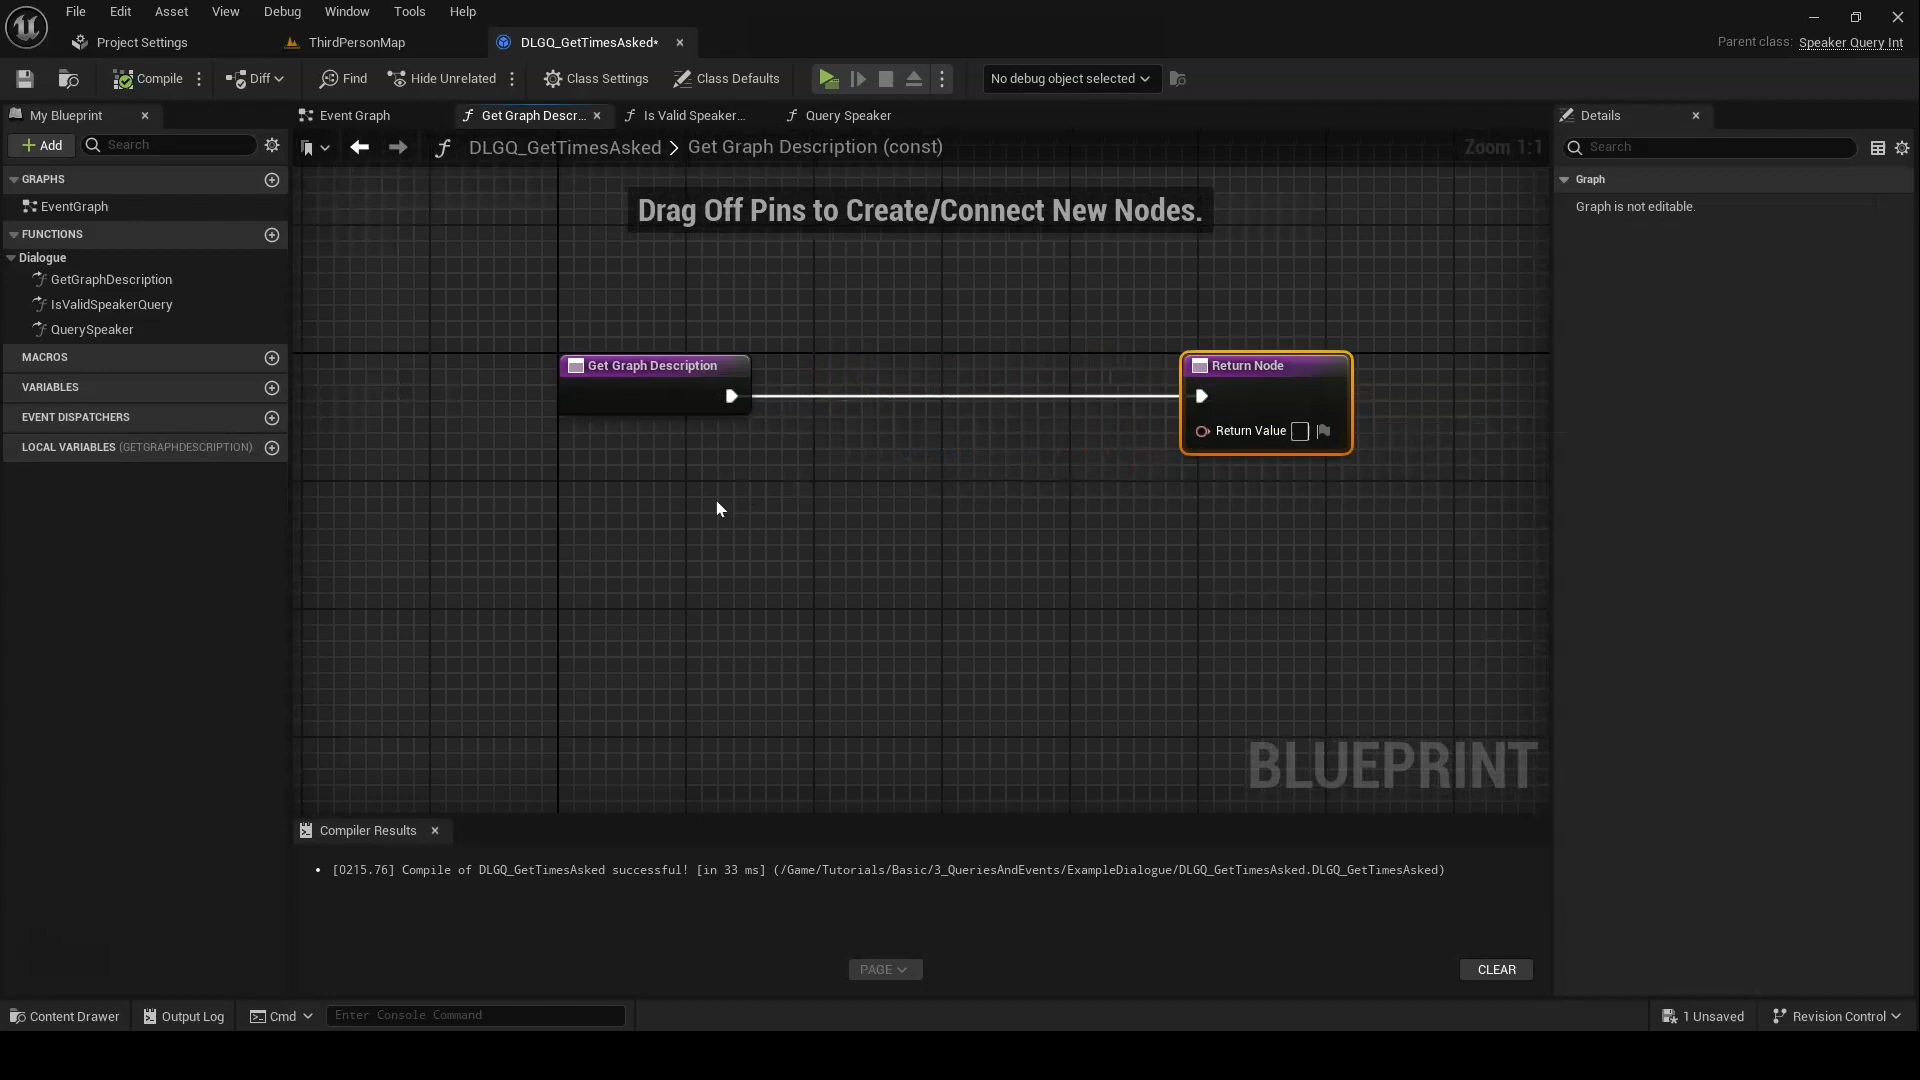 File Edit Asset View Debug Window Tools Help
Project Settings ThirdPersonMap DLGQ_GetTimesAsked*
Parent class: Speaker Query Int
Compile Diff Find Hide Unrelated Class Settings Class Defaults No debug object selected
My Blueprint
Event Graph Get Graph Descr... Is Valid Speaker... Query Speaker
Details
Add Search
DLGQ_GetTimesAsked > Get Graph Description (const)
Zoom 1:1
Search
GRAPHS
Graph
EventGraph
Graph is not editable.
Drag Off Pins to Create/Connect New Nodes.
FUNCTIONS
Dialogue
GetGraphDescription
IsValidSpeakerQuery
QuerySpeaker
MACROS
VARIABLES
EVENT DISPATCHERS
LOCAL VARIABLES (GETGRAPHDESCRIPTION)
Get Graph Description
Return Node
Return Value
BLUEPRINT
Compiler Results
• [0215.76] Compile of DLGQ_GetTimesAsked successful! [in 33 ms] (/Game/Tutorials/Basic/3_QueriesAndEvents/ExampleDialogue/DLGQ_GetTimesAsked.DLGQ_GetTimesAsked)
PAGE
CLEAR
Content Drawer Output Log Cmd Enter Console Command 1 Unsaved Revision Control